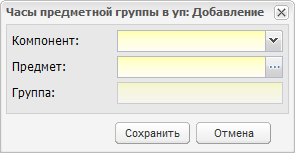 Часы предметной группы в уп: Добавление
Компонент:
Предмет:
Группа:
Сохранить Отмена